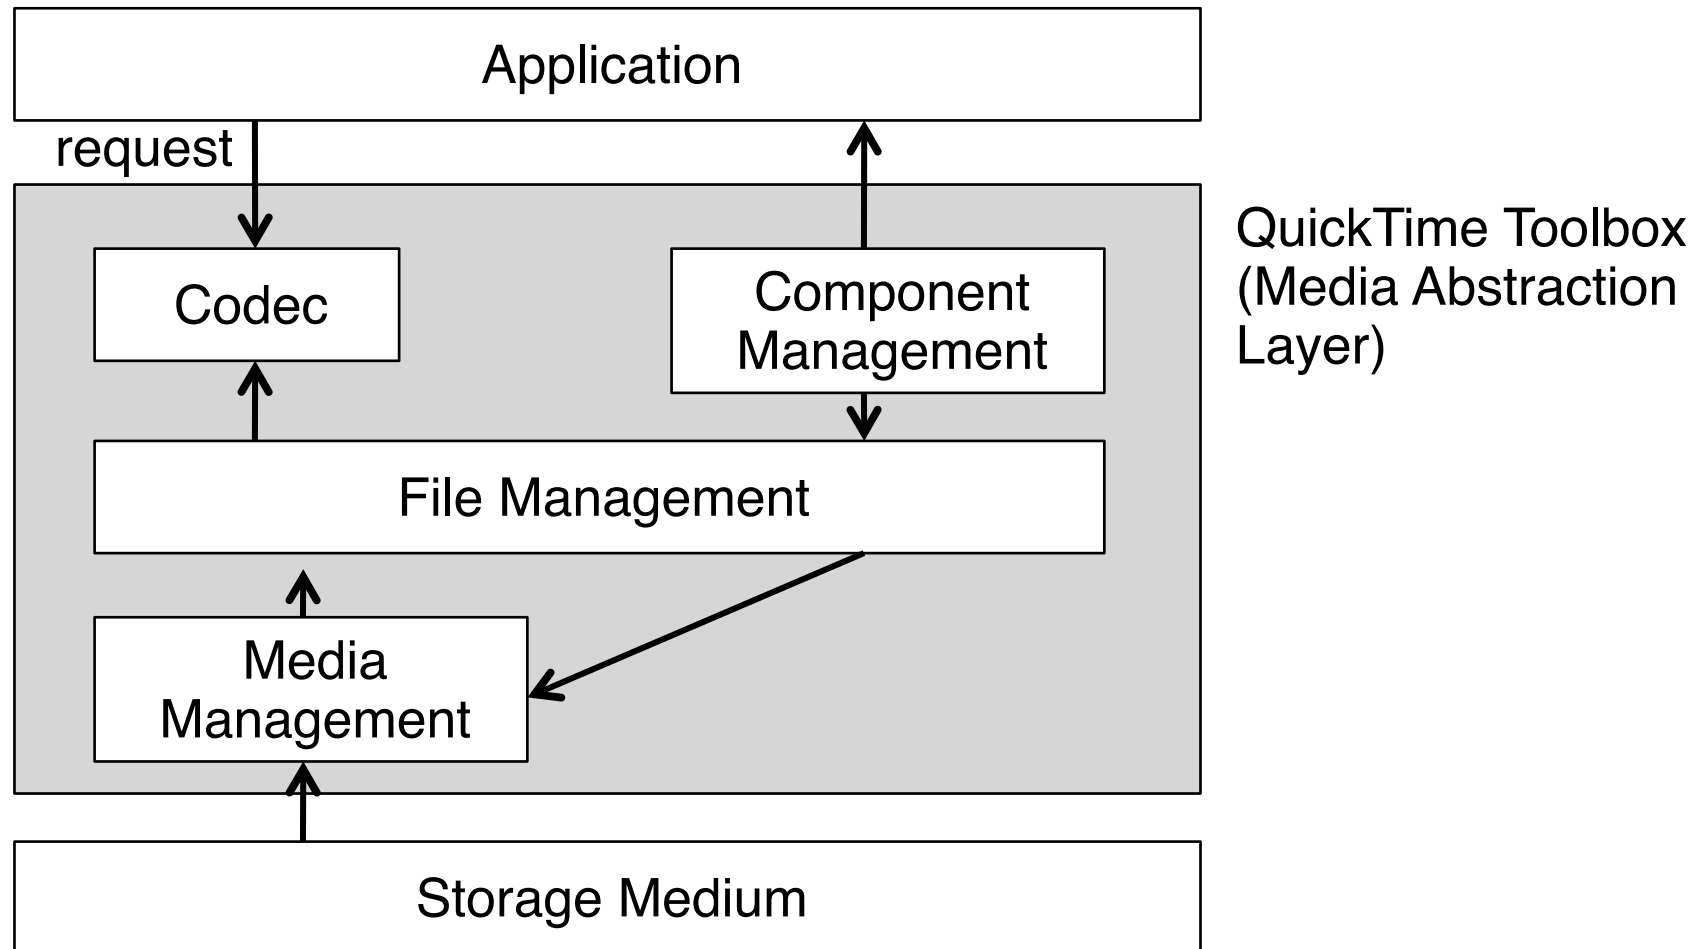 Application
request
QuickTime Toolbox
(Media Abstraction
Layer)
Codec
Component
Management
File Management
Media
Management
Storage Medium